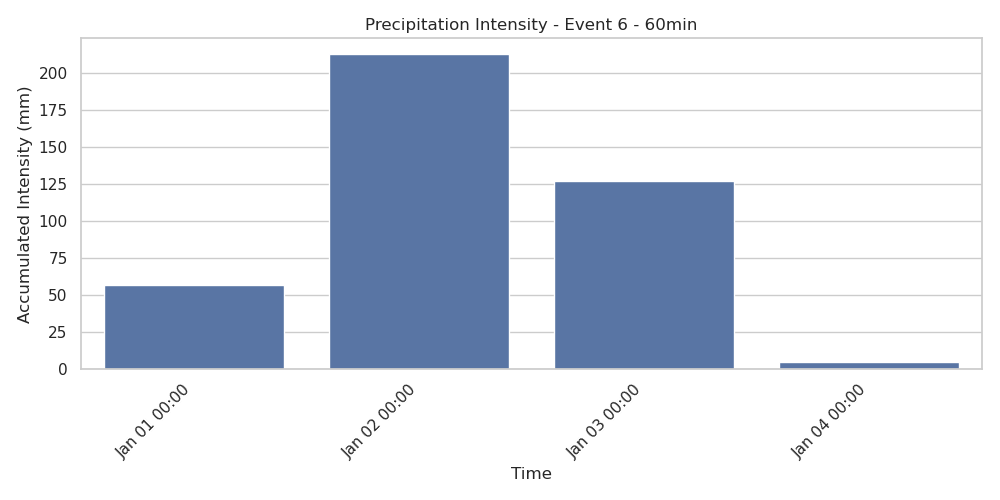 Precipitation Intensity - Event 6 - 60min
Accumulated Intensity (mm)
200
175
150
125
100
75
50
25
0
Jan 01 00:00
Jan 02 00:00
Jan 03 00:00
Jan 04 00:00
Time